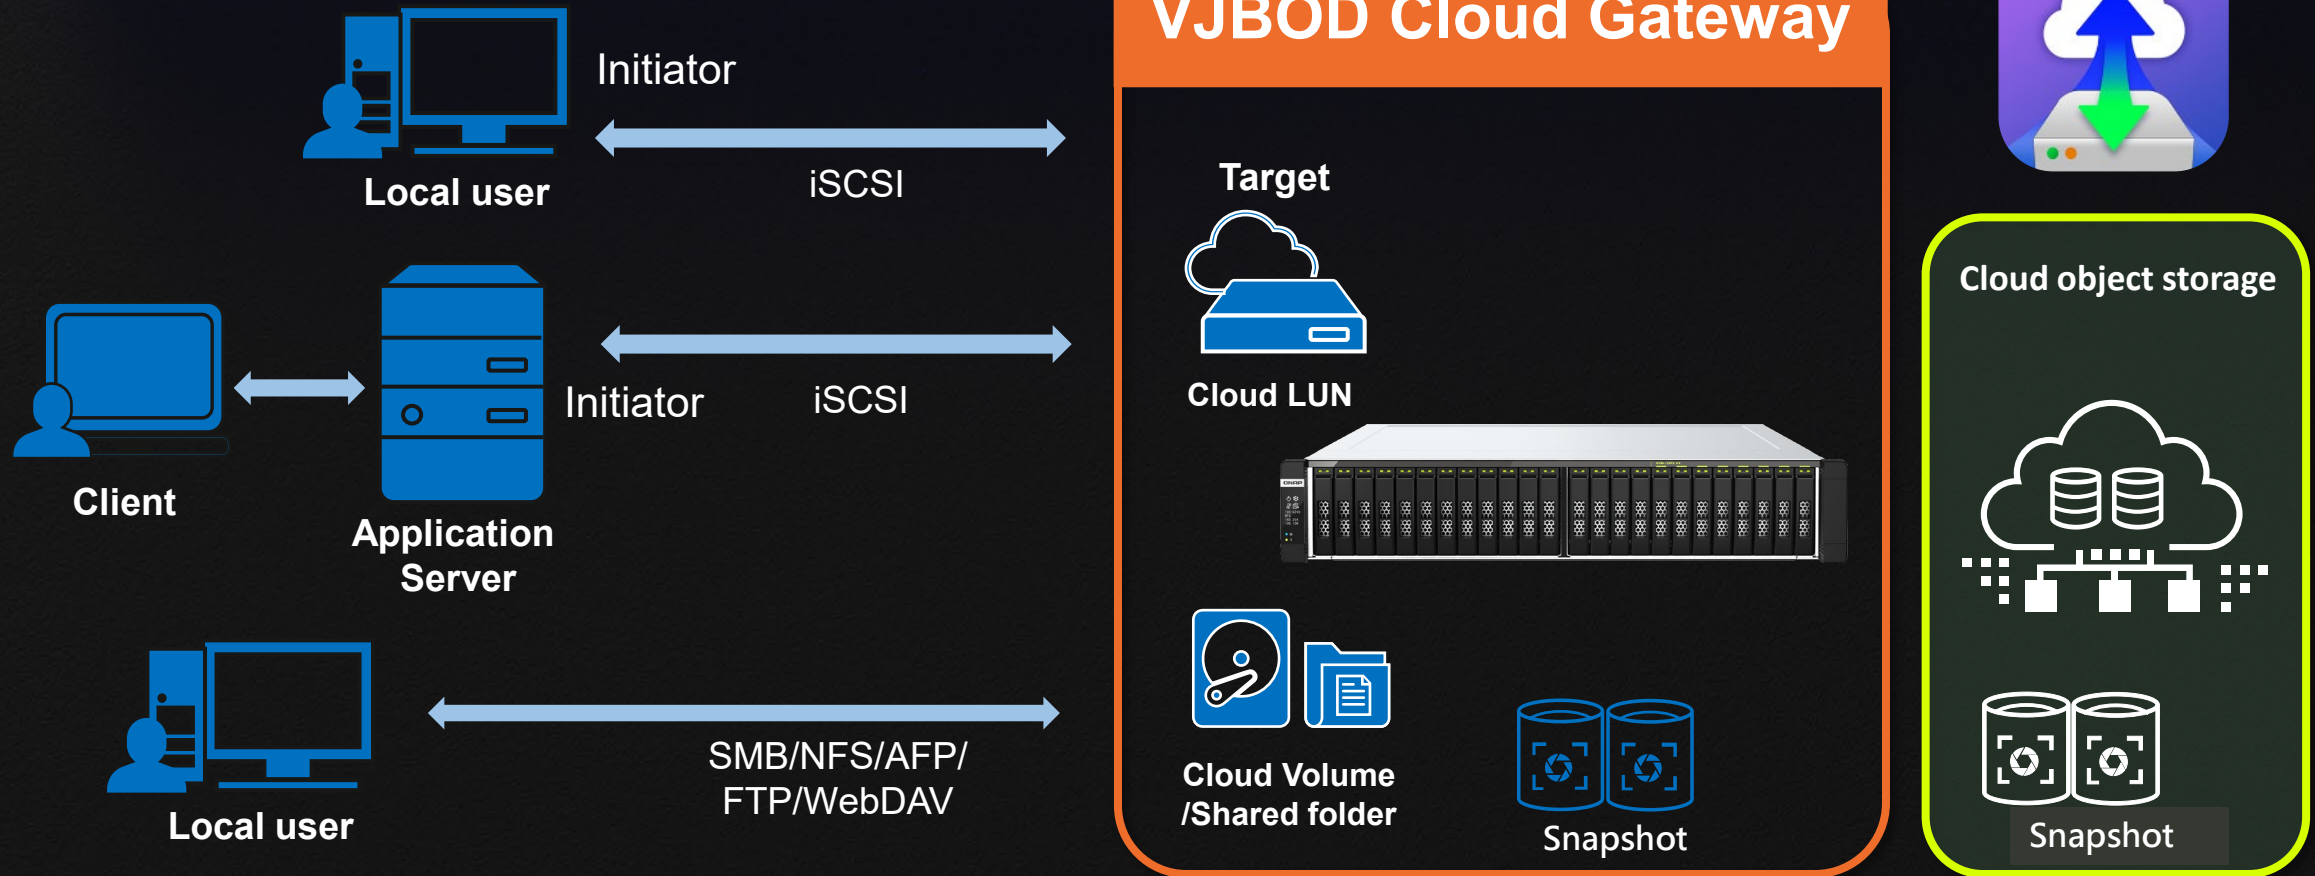 VJBOD Cloud Gateway
Initiator
iSCSI
Local user
Target
Cloud object storage
Cloud LUN
Initiator
iSCSI
Client
Application
Server
QNAP
SMB/NFS/AFP/
FTP/WebDAV
Local user
Cloud Volume
/Shared folder
Snapshot
Snapshot